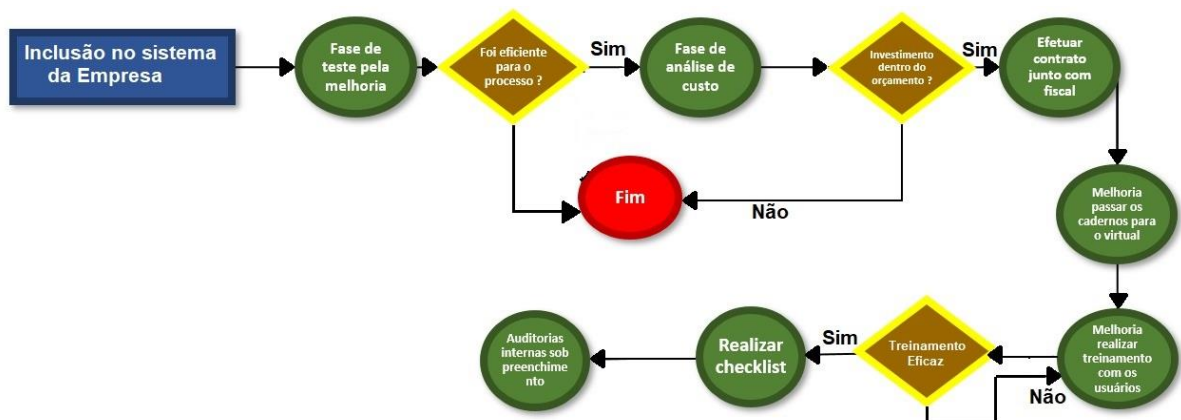 Inclusão no sistema
da Empresa
Fase de
teste pela
melhoria
Foi eficiente
para o
processo ?
Sim
Fase de
análise de
custo
Investimento
dentro do
orçamento ?
Sim
Efetuar
contrato
junto com
fiscal
Fim
Não
Melhoria
passar os
cadernos para
o virtual
Auditorias
internas sob
preenchime
nto
Realizar
checklist
Sim
Treinamento
Eficaz
Melhoria
realizar
treinamento
com os
usuários
Não